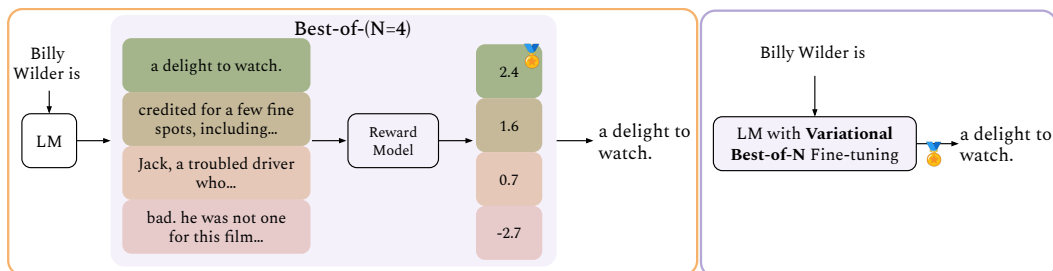 Best-of-(N=4)
Billy
Wilder is
LM
a delight to watch.
credited for a few fine
spots, including...
Jack, a troubled driver
who...
bad. he was not one
for this film...
Reward
Model
2.4
1.6
0.7
-2.7
a delight to
watch.
Billy Wilder is
LM with Variational
Best-of-N Fine-tuning
a delight to
watch.